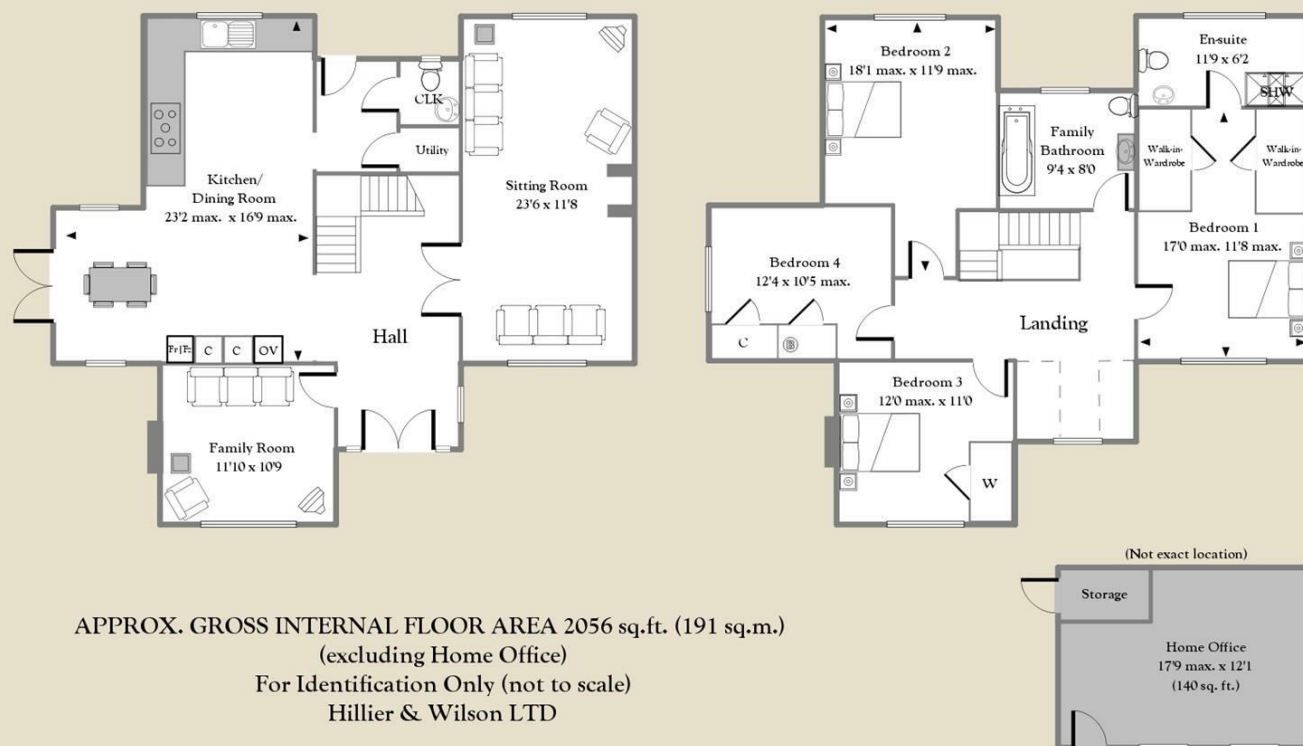 Kitchen/
Dining Room
23'2 max. x 16'9 max.
CLK
Utility
Sitting Room
23'6 x 11'8
Hall
Fr|Fz
C
C
OV
Family Room
11'10 x 10'9
Bedroom 2
18'1 max. x 11'9 max.
En-suite
11'9 x 6'2
SHW
Family
Bathroom
9'4 x 8'0
Walk-in-
Wardrobe
Walk-in-
Wardrobe
Bedroom 1
17'0 max. 11'8 max.
Bedroom 4
12'4 x 10'5 max.
C
B
Landing
Bedroom 3
12'0 max. x 11'0
W
(Not exact location)
Storage
Home Office
17'9 max. x 12'1
(140 sq. ft.)
APPROX. GROSS INTERNAL FLOOR AREA 2056 sq.ft. (191 sq.m.)
(excluding Home Office)
For Identification Only (not to scale)
Hillier & Wilson LTD